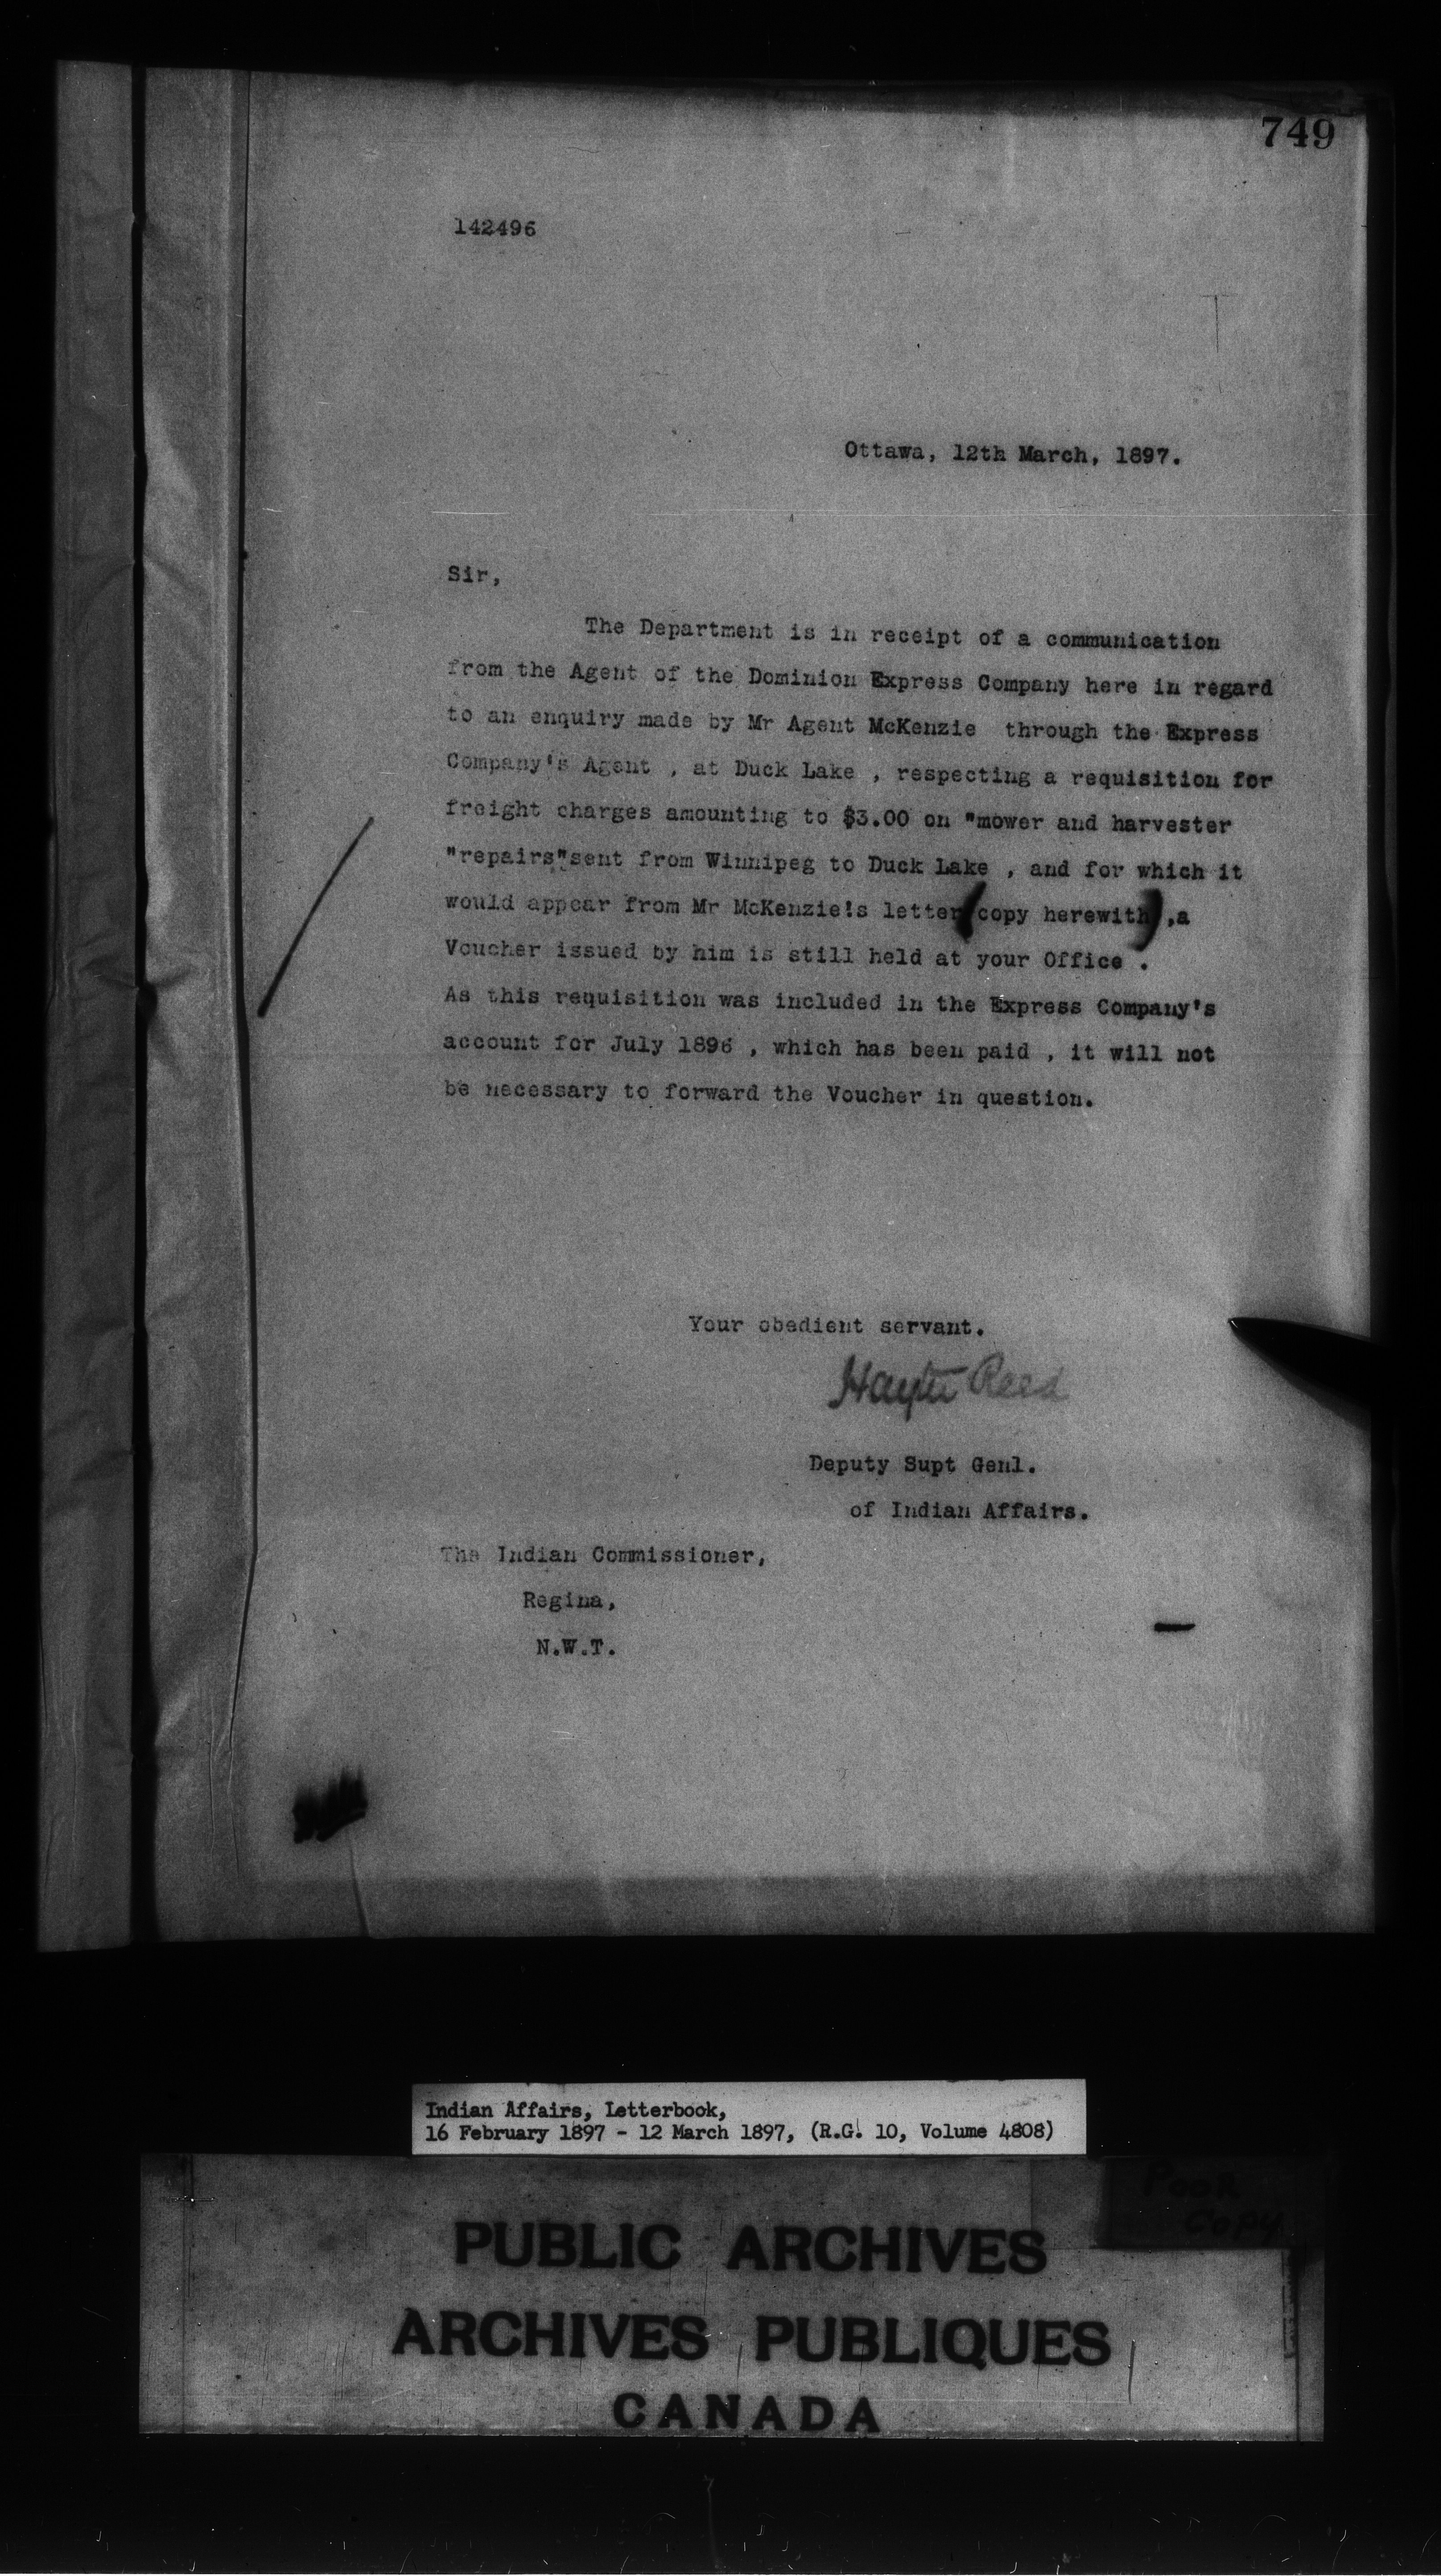 749
142496
Ottawa, 12th March, 1897.
Sir,
The Department is in receipt of a communication
from the Agent of the Dominion Express Company here in regard
to an enquiry made by Mr Agent McKenzie through the Express
Company's Agent , at Duck Lake , respecting a requisition for
freight charges amounting to $3.00 on "mower and harvester
"repairs"sent from Winnipeg to Duck Lake , and for which it
would appear from Mr McKenzie's letter(copy herewith),a
Voucher issued by him is still held at your Office .
As this requisition was included in the Express Company's
account for July 1896 , which has been paid , it will not
be necessary to forward the Voucher in question.
Your obedient servant.
Hayter Reed
Deputy Supt Genl.
of Indian Affairs.
The Indian Commissioner,
Regina,
N.W.T.
Indian Affairs, Letterbook,
16 February 1897 - 12 March 1897, (R.G. 10, Volume 4808)
Poor
Copy
PUBLIC ARCHIVES
ARCHIVES PUBLIQUES
CANADA